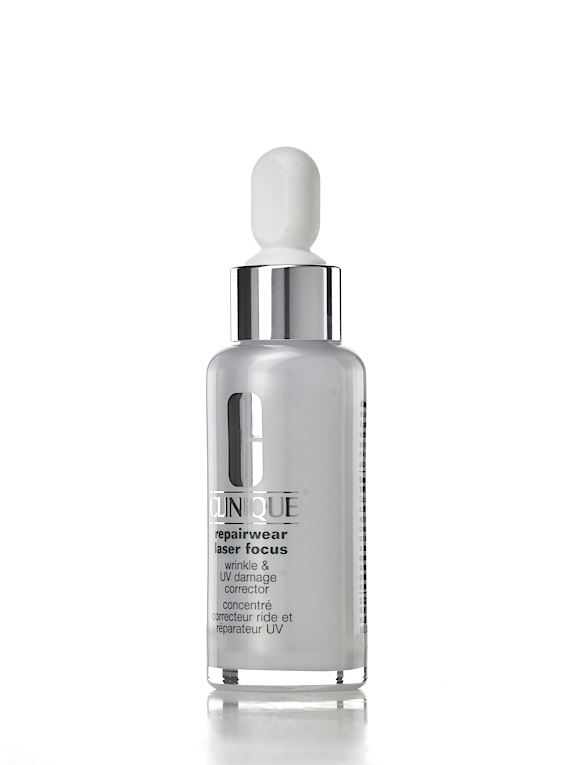 CLINIQUE
repairwear
laser focus
wrinkle &
UV damage
corrector
concentré
correcteur ride et
réparateur UV